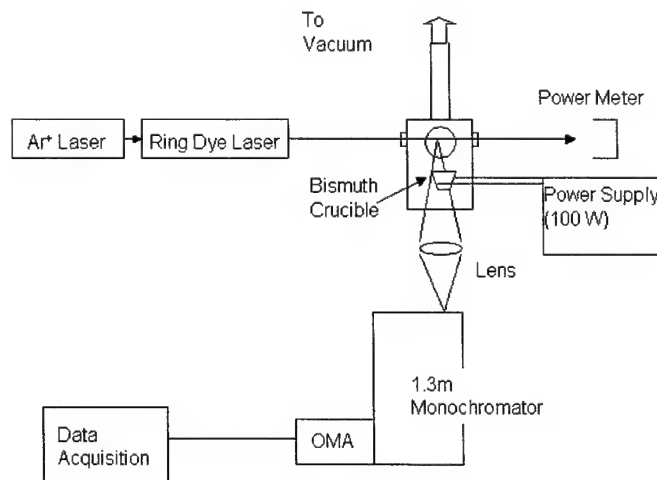 To
Vacuum
Power Meter
Ar+ Laser
Ring Dye Laser
Bismuth
Crucible
Power Supply
(100 W)
Lens
1.3m
Monochromator
OMA
Data
Acquisition